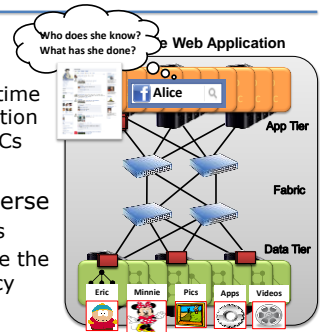 Who does she know?
What has she done?
e Web Application
time
tion
Cs
Alice
App Tier
erse
s
Fabric
e the
cy
Data Tier
Eric
Minnie
Pics
Apps
Videos